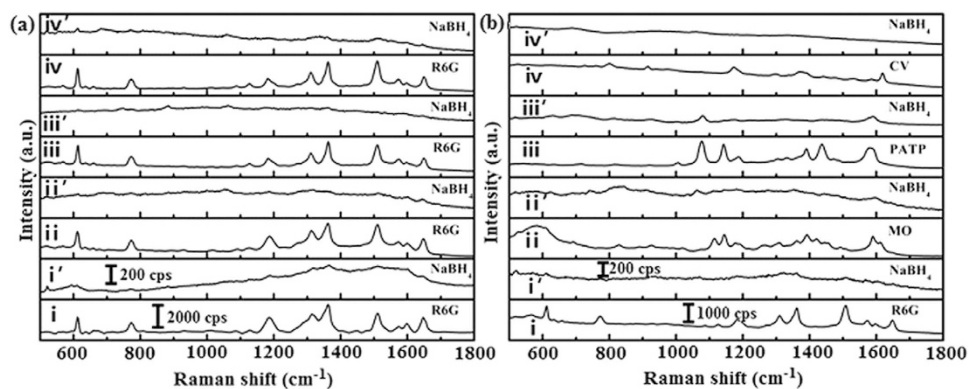 (a)
iv′ NaBH4
iv R6G
iii′ NaBH4
iii R6G
ii′ NaBH4
ii R6G
i′ 200 cps NaBH4
i 2000 cps R6G
600 800 1000 1200 1400 1600 1800
Raman shift (cm-1)
Intensity (a.u.)
(b)
iv′ NaBH4
iv CV
iii′ NaBH4
iii PATP
ii′ NaBH4
ii MO
i′ 200 cps NaBH4
i 1000 cps R6G
600 800 1000 1200 1400 1600 1800
Raman shift (cm-1)
Intensity (a.u.)